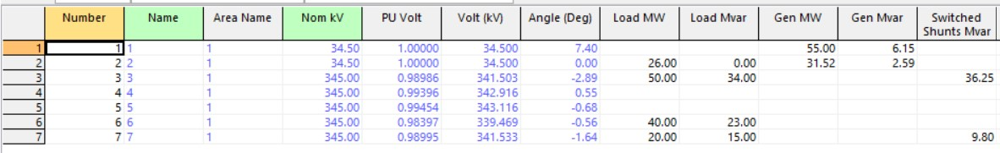 Number Name Area Name Nom kV PU Volt Volt (kV) Angle (Deg) Load MW Load Mvar Gen MW Gen Mvar Switched Shunts Mvar
1 1 1 1 34.50 1.00000 34.500 7.40 55.00 6.15
2 2 2 1 34.50 1.00000 34.500 0.00 26.00 0.00 31.52 2.59
3 3 3 1 345.00 0.98986 341.503 -2.89 50.00 34.00 36.25
4 4 4 1 345.00 0.99396 342.916 0.55
5 5 5 1 345.00 0.99454 343.116 -0.68
6 6 6 1 345.00 0.98397 339.469 -0.56 40.00 23.00
7 7 7 1 345.00 0.98995 341.533 -1.64 20.00 15.00 9.80